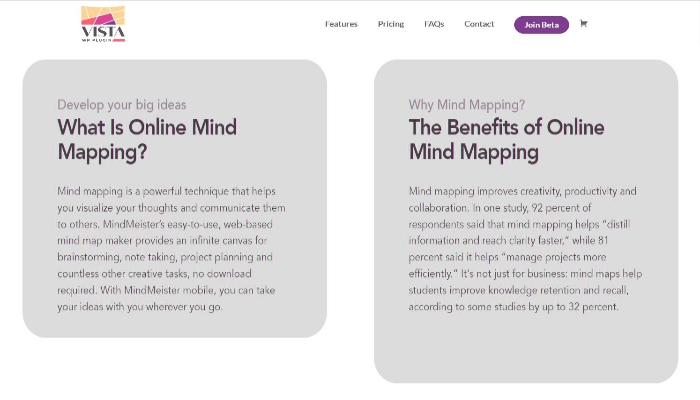 VISTA
WP PLUGIN
Features Pricing FAQs Contact Join Beta
Develop your big ideas
What Is Online Mind
Mapping?
Mind mapping is a powerful technique that helps
you visualize your thoughts and communicate them
to others. MindMeister's easy-to-use, web-based
mind map maker provides an infinite canvas for
brainstorming, note taking, project planning and
countless other creative tasks, no download
required. With MindMeister mobile, you can take
your ideas with you wherever you go.
Why Mind Mapping?
The Benefits of Online
Mind Mapping
Mind mapping improves creativity, productivity and
collaboration. In one study, 92 percent of
respondents said that mind mapping helps "distill
information and reach clarity faster," while 81
percent said it helps "manage projects more
efficiently." It's not just for business: mind maps help
students improve knowledge retention and recall,
according to some studies by up to 32 percent.